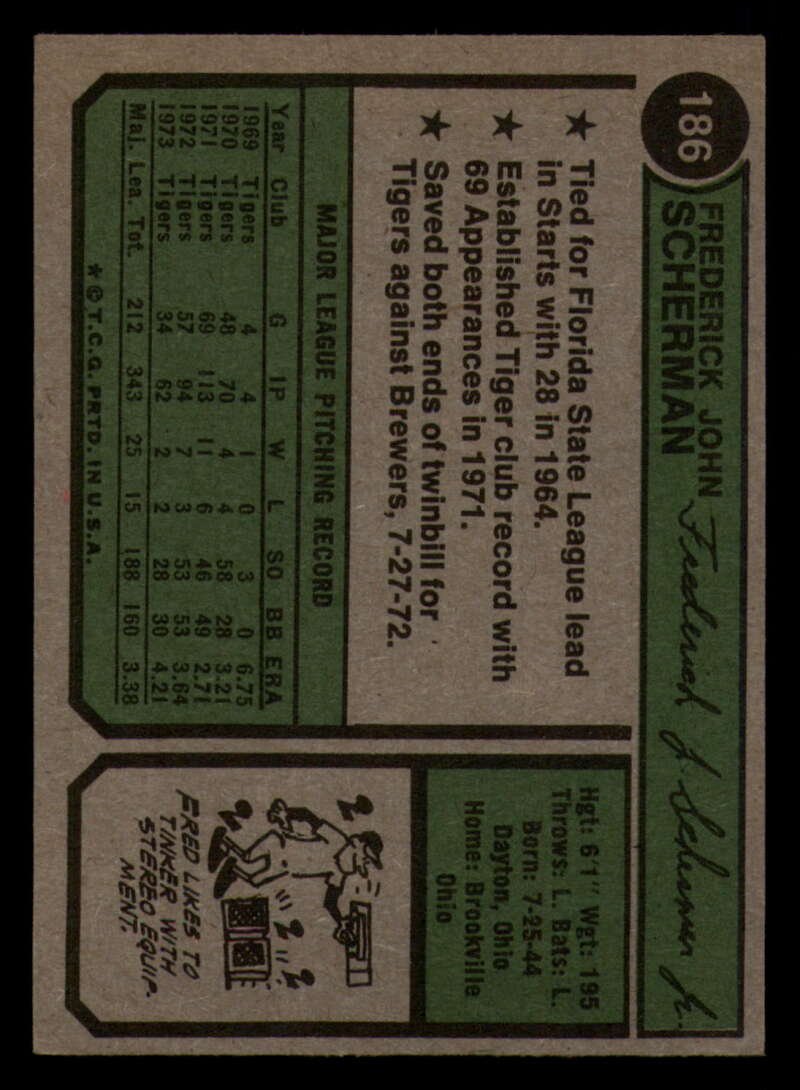 186
FREDERICK JOHN
SCHERMAN
Frederick J. Scherman Jr.
★ Tied for Florida State League lead
in Starts with 28 in 1964.
★ Established Tiger club record with
69 Appearances in 1971.
★ Saved both ends of twinbill for
Tigers against Brewers, 7-27-72.
MAJOR LEAGUE PITCHING RECORD
Year Club G IP W L SO BB ERA
1969 Tigers 4 4 1 0 3 0 6.75
1970 Tigers 48 70 4 4 58 28 3.21
1971 Tigers 69 113 11 6 46 49 2.71
1972 Tigers 57 94 7 3 53 53 3.64
1973 Tigers 34 62 2 2 28 30 4.21
Maj. Lea. Tot. 212 343 25 15 188 160 3.38
★ © T.C.G. PRTD. IN U.S.A.
Hgt: 6'1" Wgt: 195
Throws: L. Bats: L.
Born: 7-25-44
Dayton, Ohio
Home: Brookville
Ohio
FRED LIKES TO
TINKER WITH
STEREO EQUIP-
MENT.